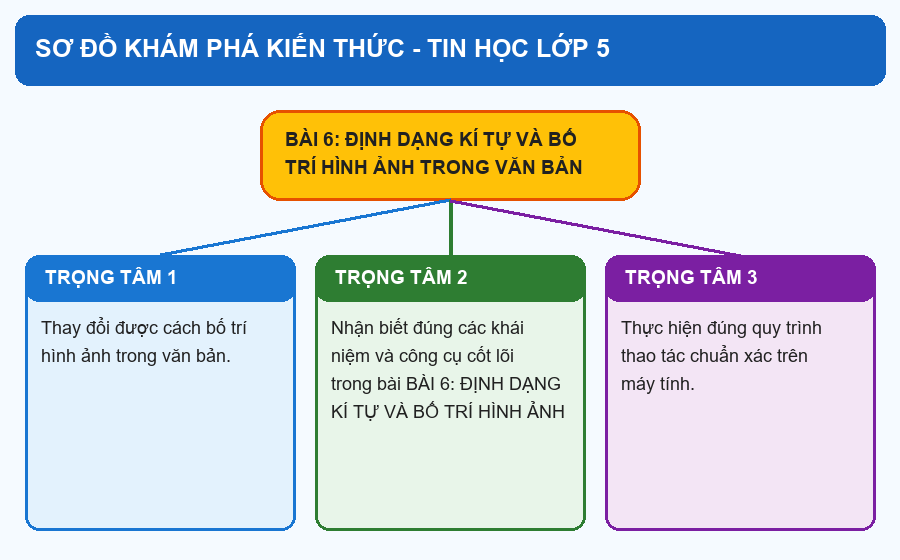 SƠ ĐỒ KHÁM PHÁ KIẾN THỨC - TIN HỌC LỚP 5
BÀI 6: ĐỊNH DẠNG KÍ TỰ VÀ BỐ
TRÍ HÌNH ẢNH TRONG VĂN BẢN
TRỌNG TÂM 1
Thay đổi được cách bố trí
hình ảnh trong văn bản.
TRỌNG TÂM 2
Nhận biết đúng các khái
niệm và công cụ cốt lõi
trong bài BÀI 6: ĐỊNH DẠNG
KÍ TỰ VÀ BỐ TRÍ HÌNH ẢNH
TRỌNG TÂM 3
Thực hiện đúng quy trình
thao tác chuẩn xác trên
máy tính.